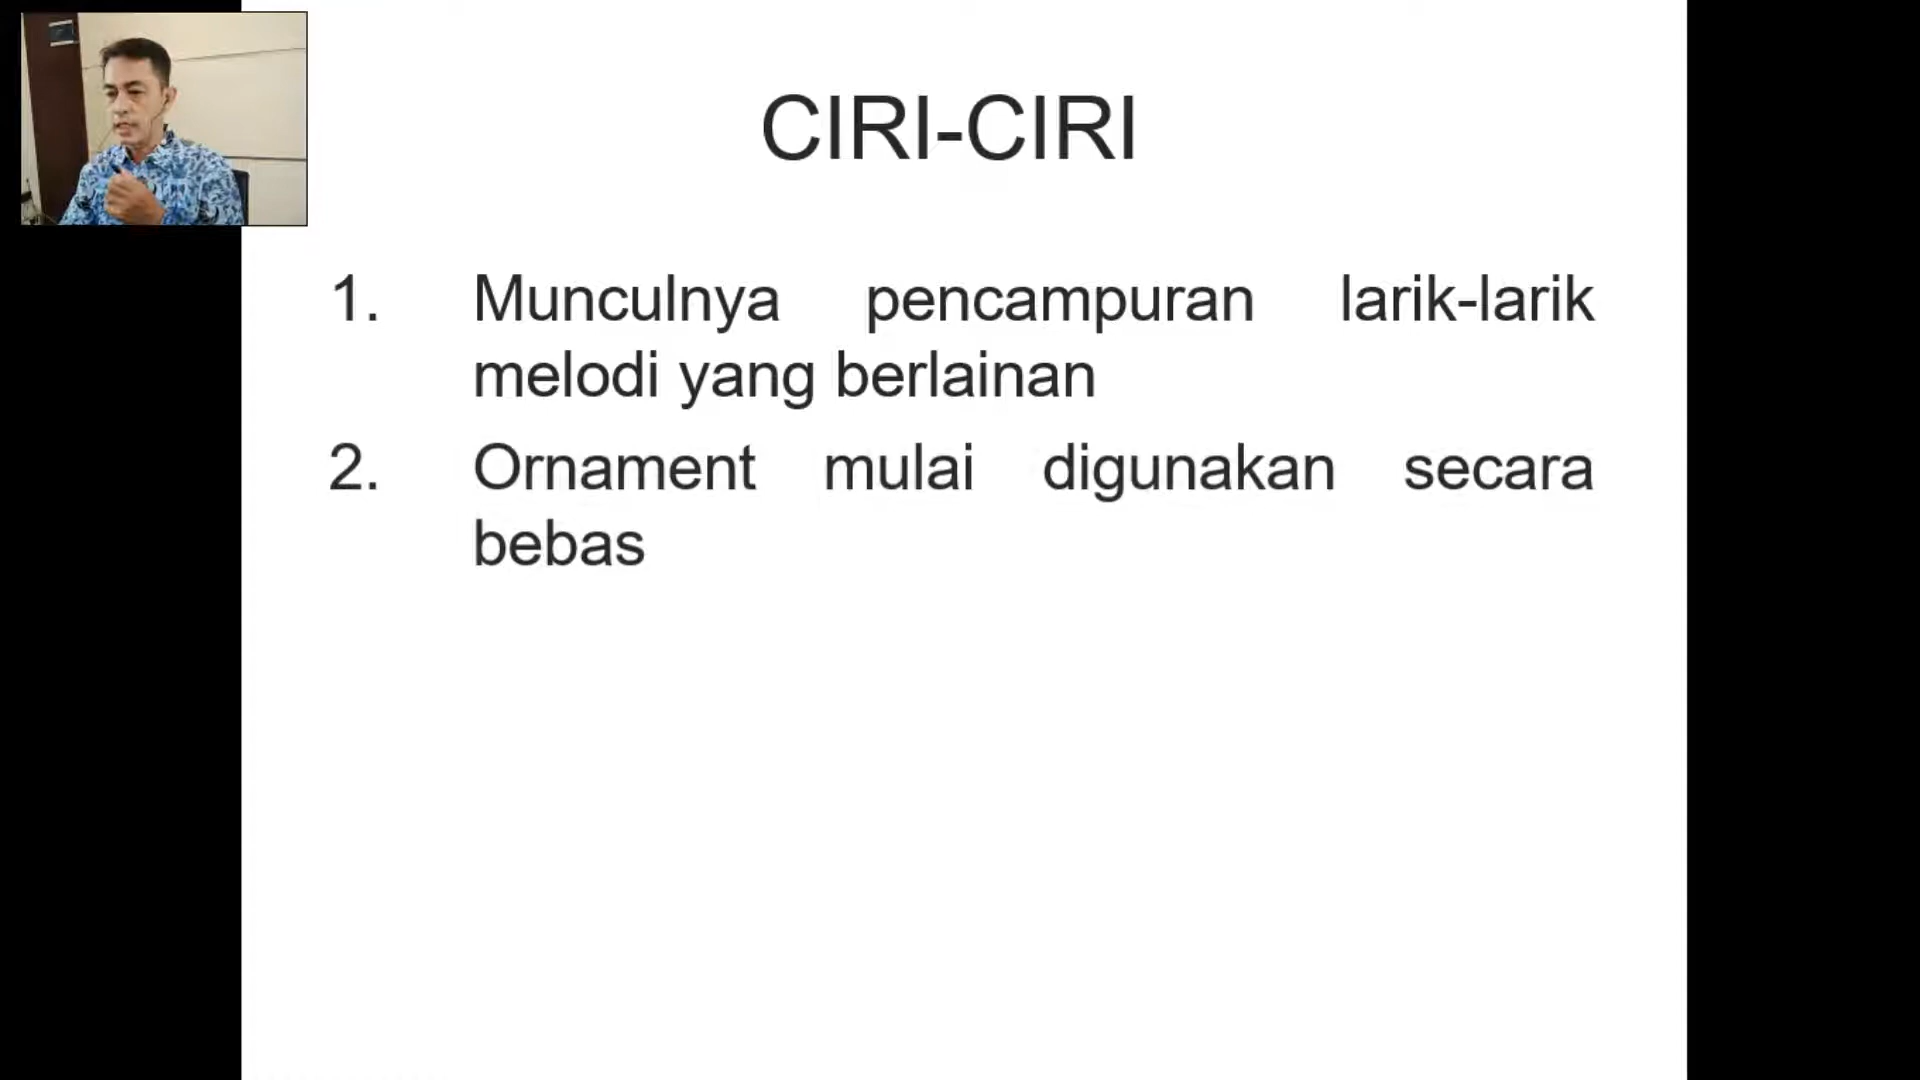 CIRI-CIRI
1. Munculnya pencampuran larik-larik
melodi yang berlainan
2. Ornament mulai digunakan secara
bebas